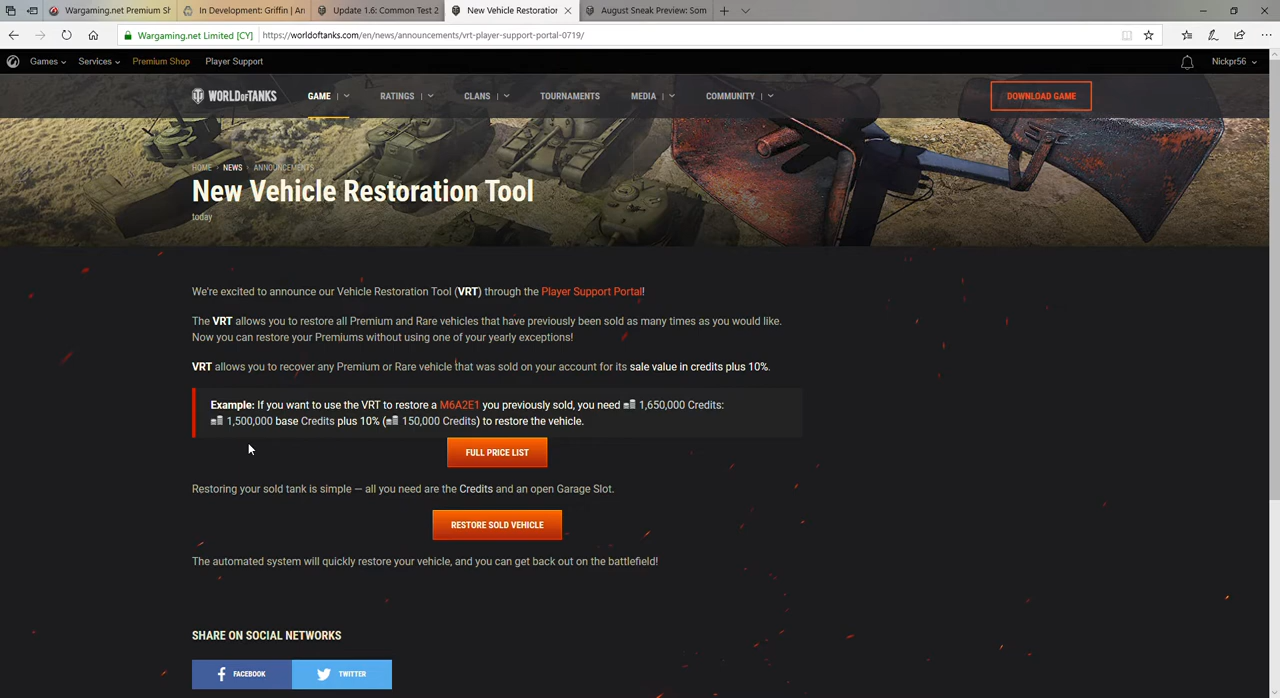 Wargaming.net Premium Sh
In Development: Griffin | An
Update 1.6: Common Test 2
New Vehicle Restoration
August Sneak Preview: Som
Wargaming.net Limited [CY]
https://worldoftanks.com/en/news/announcements/vrt-player-support-portal-0719/
Games Services Premium Shop Player Support Nickpr56
WORLD OF TANKS GAME RATINGS CLANS TOURNAMENTS MEDIA COMMUNITY DOWNLOAD GAME
HOME NEWS ANNOUNCEMENTS
New Vehicle Restoration Tool
today
We're excited to announce our Vehicle Restoration Tool (VRT) through the Player Support Portal!
The VRT allows you to restore all Premium and Rare vehicles that have previously been sold as many times as you would like.
Now you can restore your Premiums without using one of your yearly exceptions!
VRT allows you to recover any Premium or Rare vehicle that was sold on your account for its sale value in credits plus 10%.
Example: If you want to use the VRT to restore a M6A2E1 you previously sold, you need 1,650,000 Credits:
1,500,000 base Credits plus 10% (150,000 Credits) to restore the vehicle.
FULL PRICE LIST
Restoring your sold tank is simple — all you need are the Credits and an open Garage Slot.
RESTORE SOLD VEHICLE
The automated system will quickly restore your vehicle, and you can get back out on the battlefield!
SHARE ON SOCIAL NETWORKS
FACEBOOK TWITTER